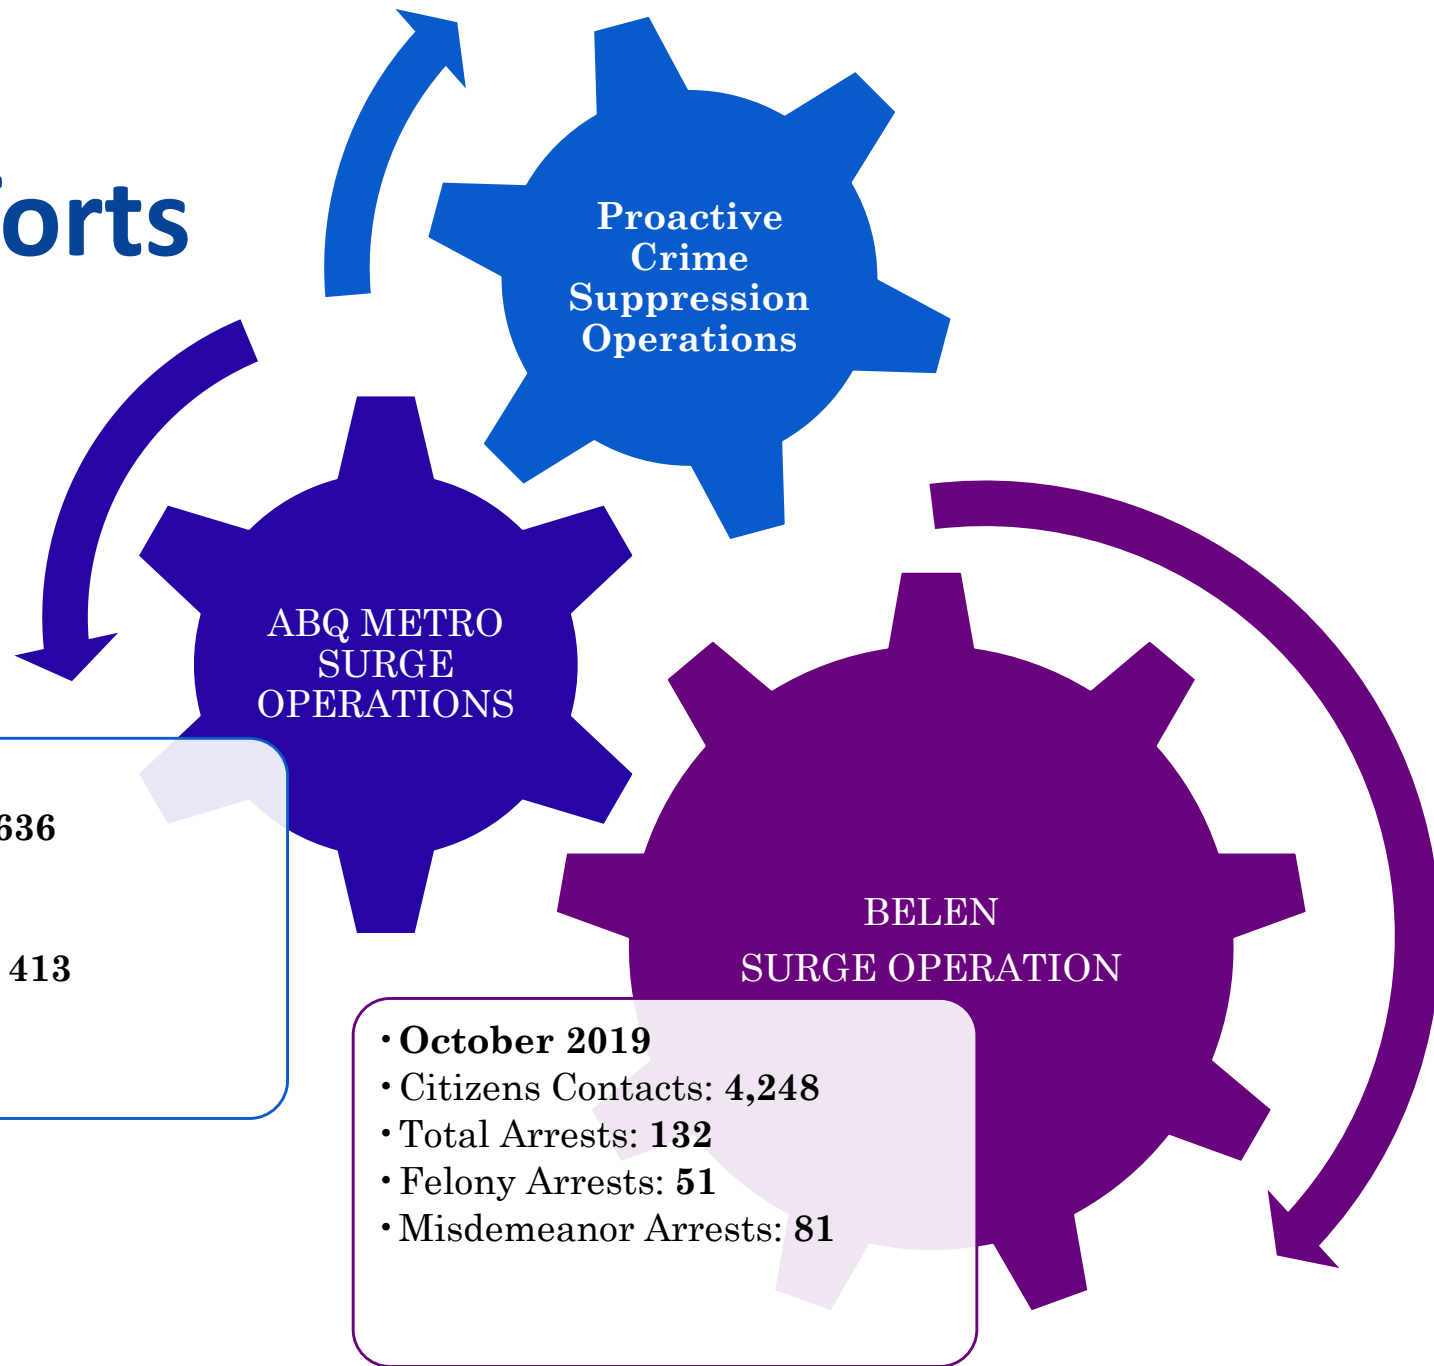 Proactive
Crime
Suppression
Operations
ABQ METRO
SURGE
OPERATIONS
636
413
BELEN
SURGE OPERATION
· October 2019
· Citizens Contacts: 4,248
· Total Arrests: 132
· Felony Arrests: 51
· Misdemeanor Arrests: 81